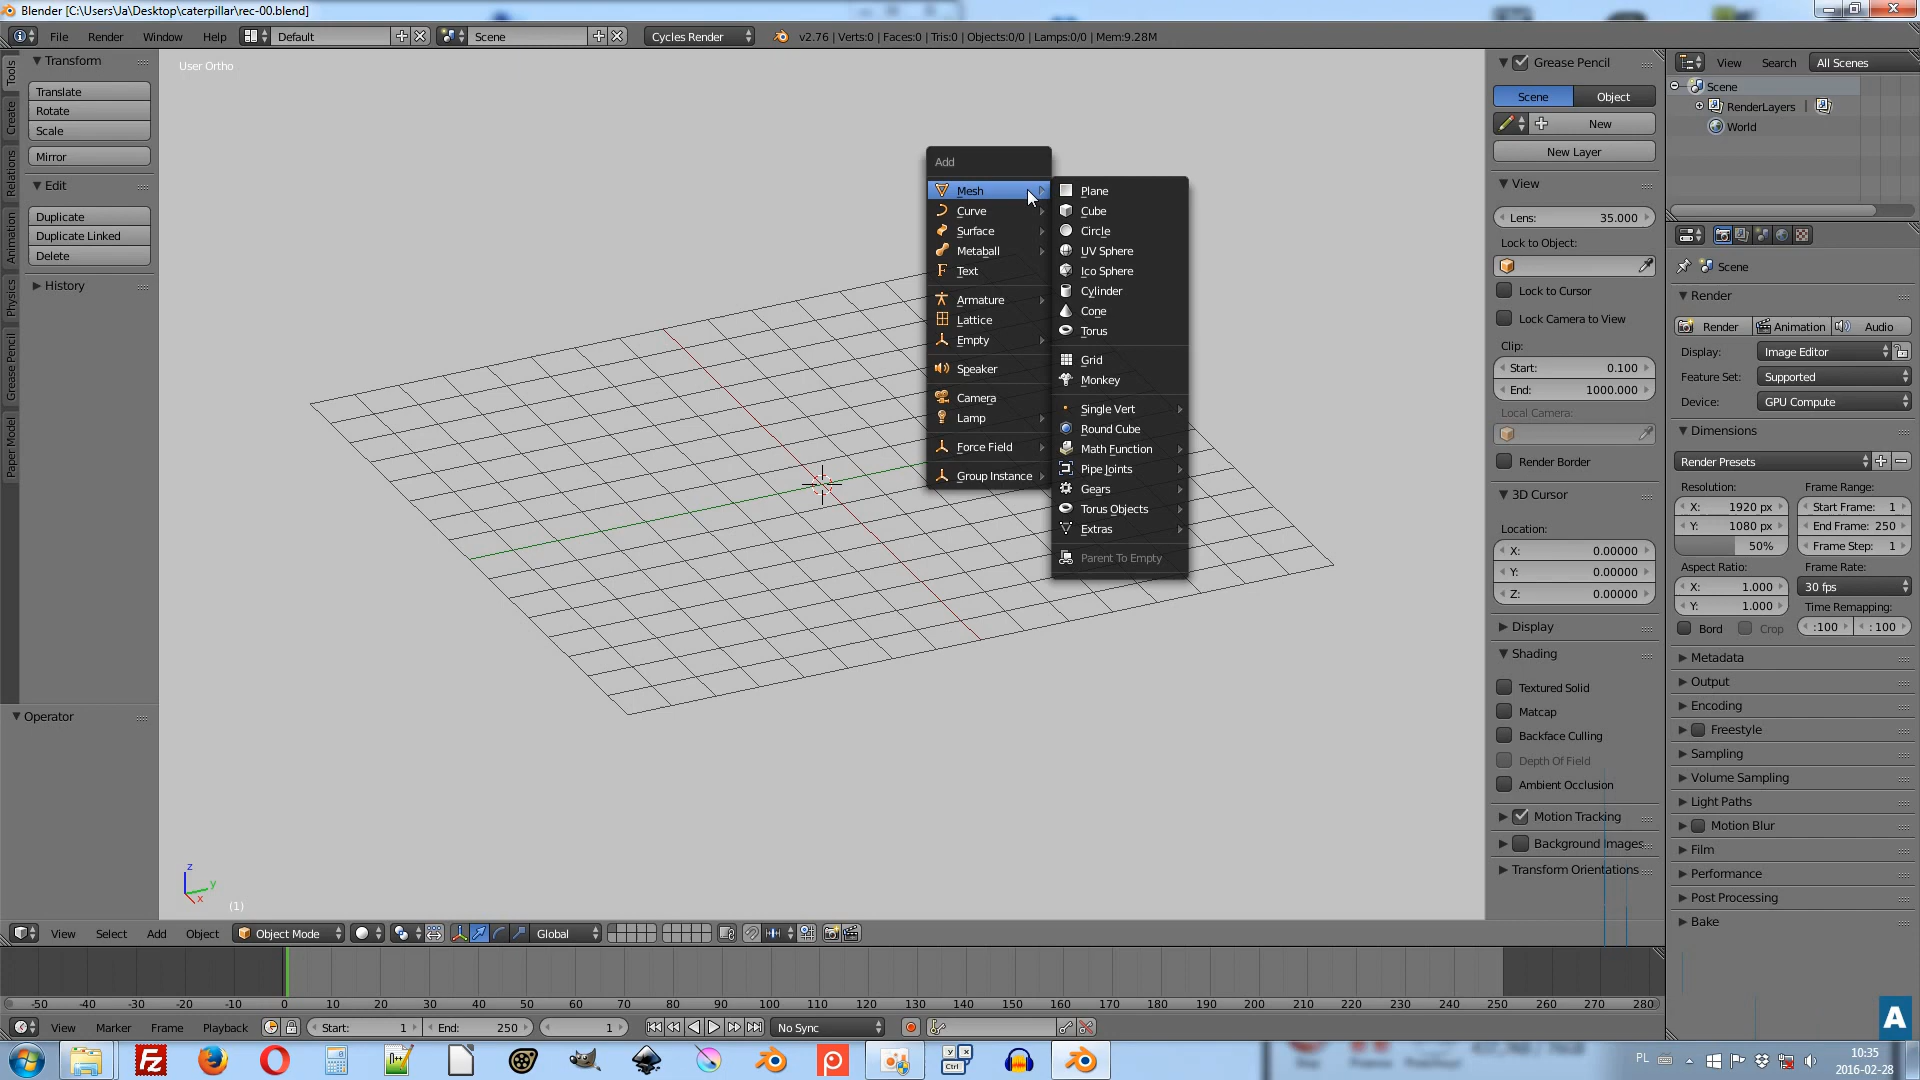 Blender [C:\Users\Ja\Desktop\caterpillar\rec-00.blend]
File Render Window Help Default Scene Cycles Render v2.76 | Verts:0 | Faces:0 | Tris:0 | Objects:0/0 | Lamps:0/0 | Mem:9.28M
Tools
Create
Relations
Animation
Physics
Grease Pencil
Paper Model
Transform
Translate
Rotate
Scale
Mirror
Edit
Duplicate
Duplicate Linked
Delete
History
Operator
User Ortho
Add
Mesh
Curve
Surface
Metaball
Text
Armature
Lattice
Empty
Speaker
Camera
Lamp
Force Field
Group Instance
Plane
Cube
Circle
UV Sphere
Ico Sphere
Cylinder
Cone
Torus
Grid
Monkey
Single Vert
Round Cube
Math Function
Pipe Joints
Gears
Torus Objects
Extras
Parent To Empty
z
y
x
(1)
Grease Pencil
Scene Object
New
New Layer
View
Lens: 35.000
Lock to Object:
Lock to Cursor
Lock Camera to View
Clip:
Start: 0.100
End: 1000.000
Local Camera:
Render Border
3D Cursor
Location:
X: 0.00000
Y: 0.00000
Z: 0.00000
Display
Shading
Textured Solid
Matcap
Backface Culling
Depth Of Field
Ambient Occlusion
Motion Tracking
Background Images
Transform Orientations
View Search All Scenes
Scene
RenderLayers |
World
Scene
Render
Render Animation Audio
Display: Image Editor
Feature Set: Supported
Device: GPU Compute
Dimensions
Render Presets
Resolution: Frame Range:
X: 1920 px Start Frame: 1
Y: 1080 px End Frame: 250
50% Frame Step: 1
Aspect Ratio: Frame Rate:
X: 1.000 30 fps
Y: 1.000 Time Remapping:
Bord Crop :100 : 100
Metadata
Output
Encoding
Freestyle
Sampling
Volume Sampling
Light Paths
Motion Blur
Film
Performance
Post Processing
Bake
View Select Add Object Object Mode Global
-50 -40 -30 -20 -10 0 10 20 30 40 50 60 70 80 90 100 110 120 130 140 150 160 170 180 190 200 210 220 230 240 250 260 270 280
View Marker Frame Playback Start: 1 End: 250 1 No Sync
A
Fz
Ctrl
PL
10:35
2016-02-28